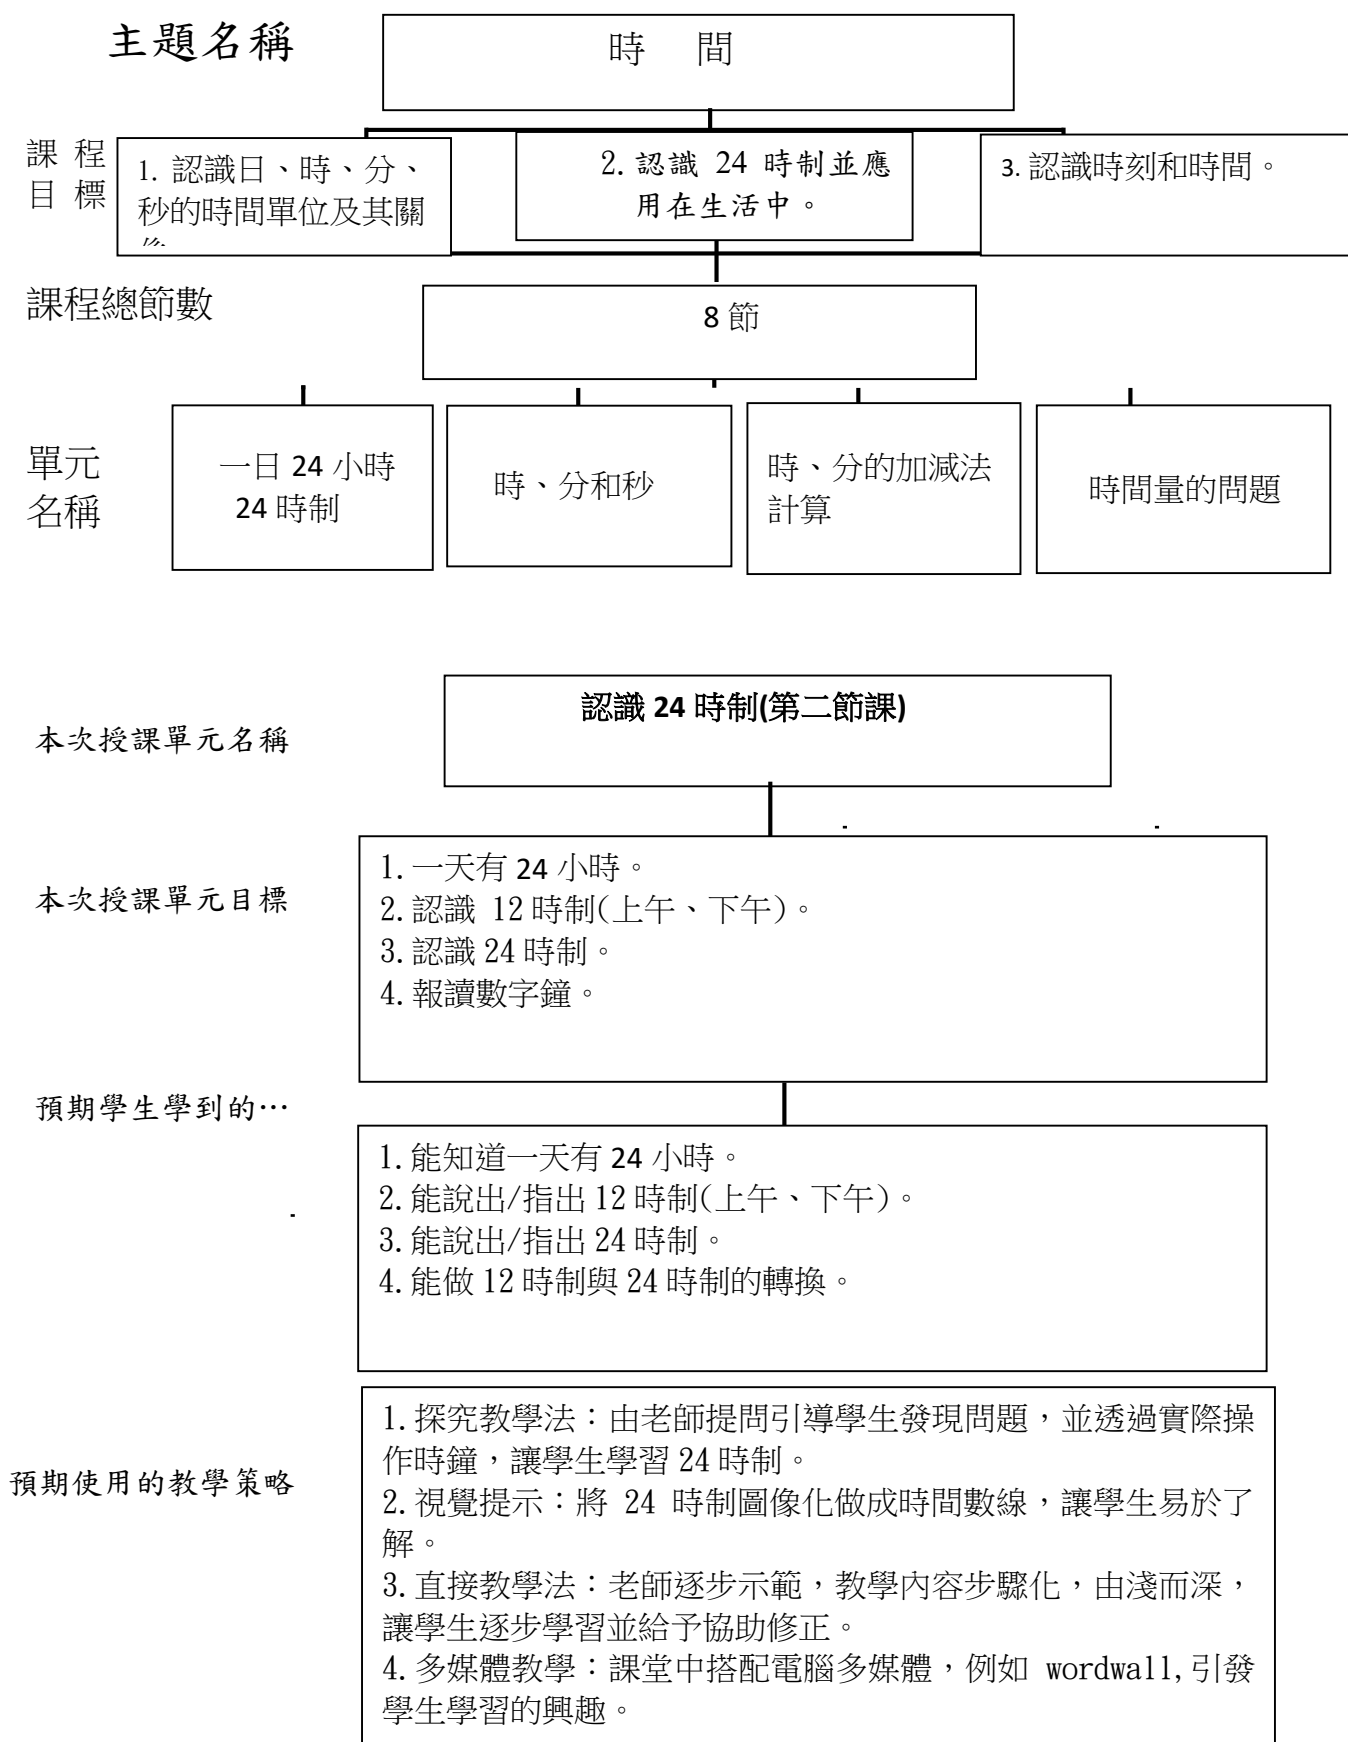 主題名稱
時 間
課 程
目 標
1. 認識日、時、分、
秒的時間單位及其關
2. 認識 24 時制並應
用在生活中。
3. 認識時刻和時間。
課程總節數
8 節
單元
名稱
一日 24 小時
24 時制
時、分和秒
時、分的加減法
計算
時間量的問題
本次授課單元名稱
認識 24 時制(第二節課)
本次授課單元目標
1. 一天有 24 小時。
2. 認識 12 時制(上午、下午)。
3. 認識 24 時制。
4. 報讀數字鐘。
預期學生學到的…
1. 能知道一天有 24 小時。
2. 能說出/指出 12 時制(上午、下午)。
3. 能說出/指出 24 時制。
4. 能做 12 時制與 24 時制的轉換。
預期使用的教學策略
1. 探究教學法：由老師提問引導學生發現問題，並透過實際操
作時鐘，讓學生學習 24 時制。
2. 視覺提示：將 24 時制圖像化做成時間數線，讓學生易於了
解。
3. 直接教學法：老師逐步示範，教學內容步驟化，由淺而深，
讓學生逐步學習並給予協助修正。
4. 多媒體教學：課堂中搭配電腦多媒體，例如 wordwall,引發
學生學習的興趣。